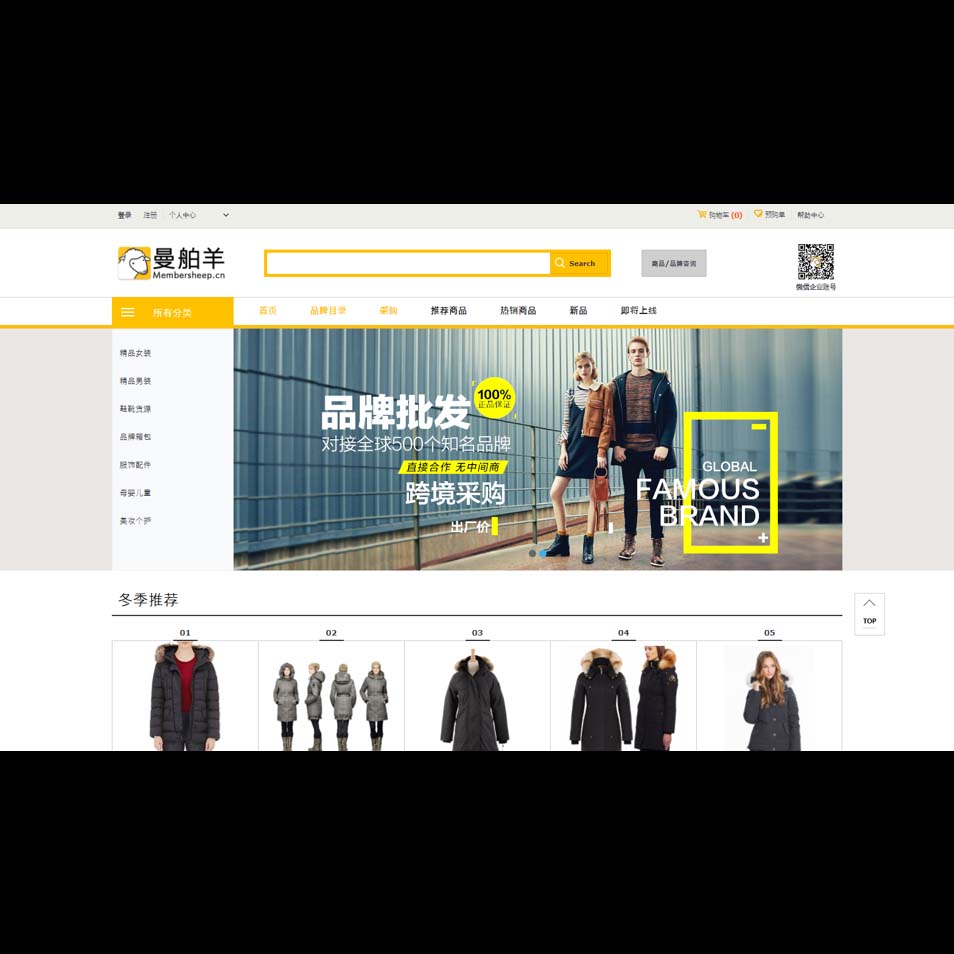 登录 注册 个人中心
购物车 (0) 预购单 帮助中心
曼舶羊
Membersheep.cn
Search
商品/品牌咨询
微信企业账号
所有分类
首页 品牌目录 采购 推荐商品 热销商品 新品 即将上线
精品女装
精品男装
鞋靴货源
品牌箱包
服饰配件
母婴儿童
美妆个护
100%
正品保证
品牌批发
对接全球500个知名品牌
直接合作 无中间商
跨境采购
出厂价
GLOBAL
FAMOUS
BRAND
冬季推荐
TOP
01 02 03 04 05